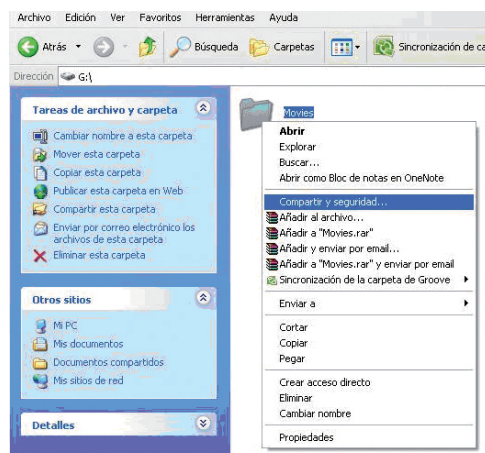 Archivo Edición Ver Favoritos Herramientas Ayuda
Atrás Búsqueda Carpetas Sincronización de ca
Dirección G:\
Tareas de archivo y carpeta
Cambiar nombre a esta carpeta
Mover esta carpeta
Copiar esta carpeta
Publicar esta carpeta en Web
Compartir esta carpeta
Enviar por correo electrónico los
archivos de esta carpeta
Eliminar esta carpeta
Otros sitios
Mi PC
Mis documentos
Documentos compartidos
Mis sitios de red
Detalles
Movies
Abrir
Explorar
Buscar...
Abrir como Bloc de notas en OneNote
Compartir y seguridad...
Añadir al archivo...
Añadir a "Movies.rar"
Añadir y enviar por email...
Añadir a "Movies.rar" y enviar por email
Sincronización de la carpeta de Groove
Enviar a
Cortar
Copiar
Pegar
Crear acceso directo
Eliminar
Cambiar nombre
Propiedades